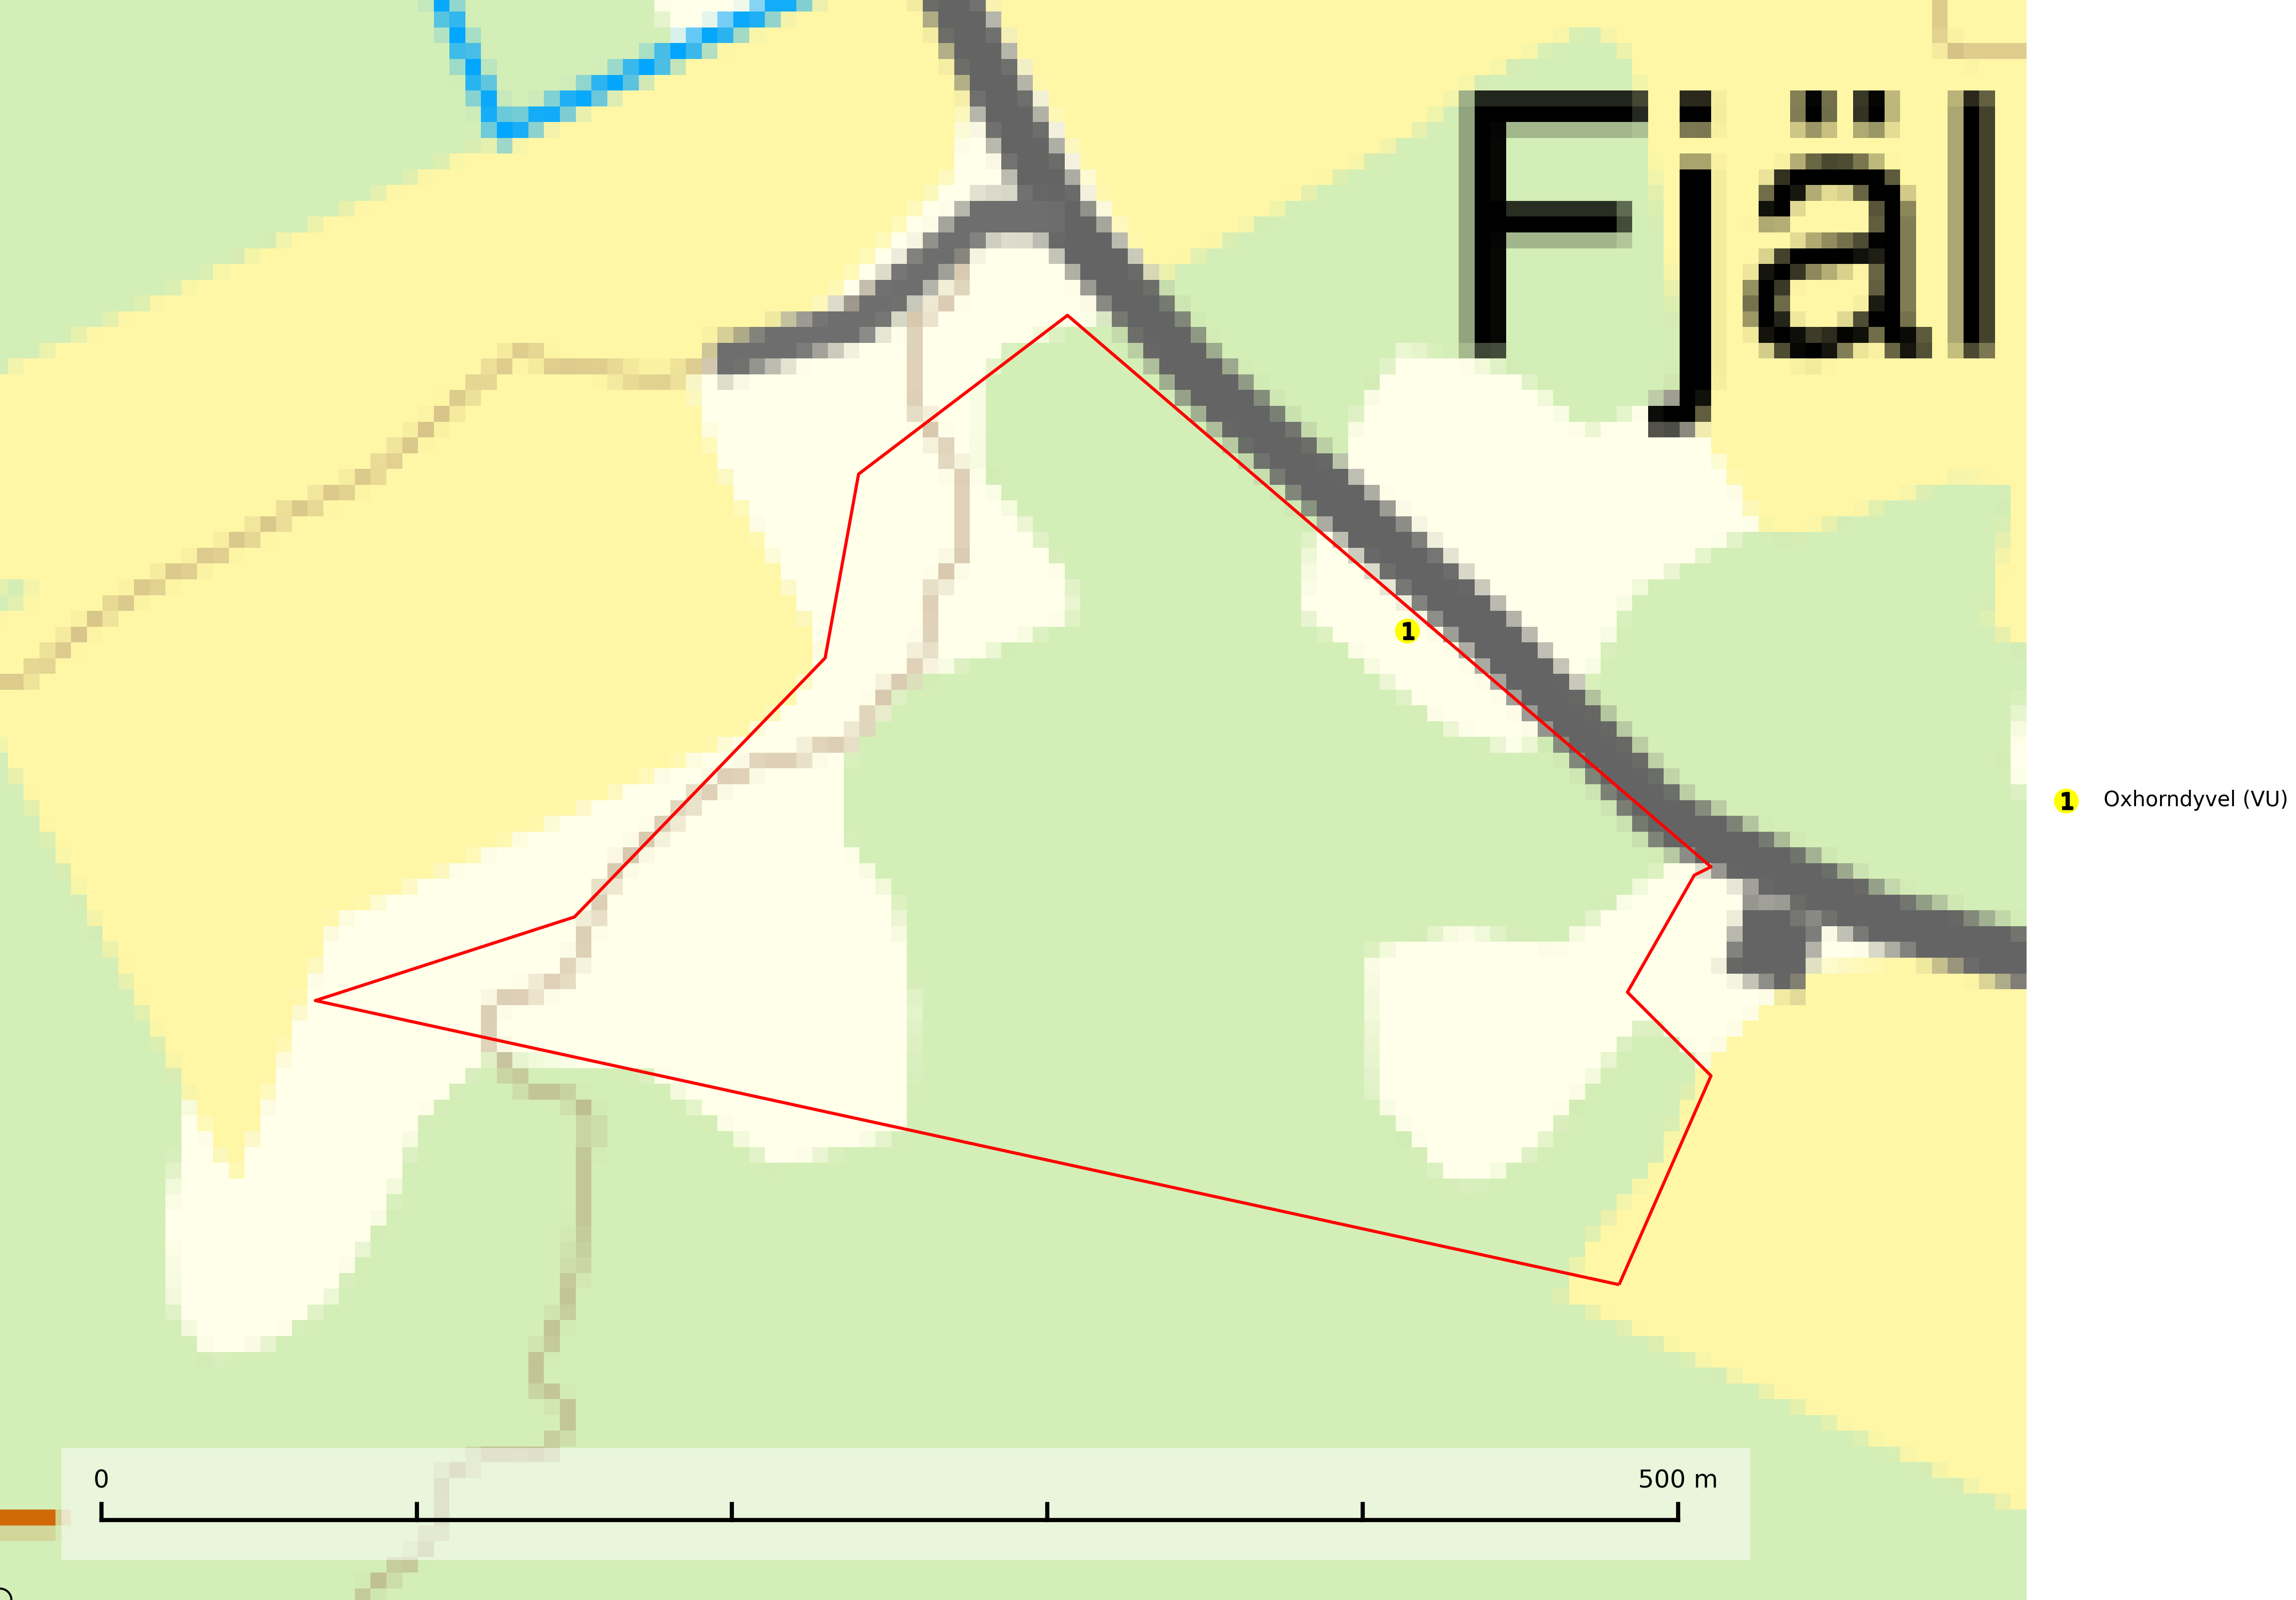 Fjäl
1
1 Oxhorndyvel (VU)
0 500 m